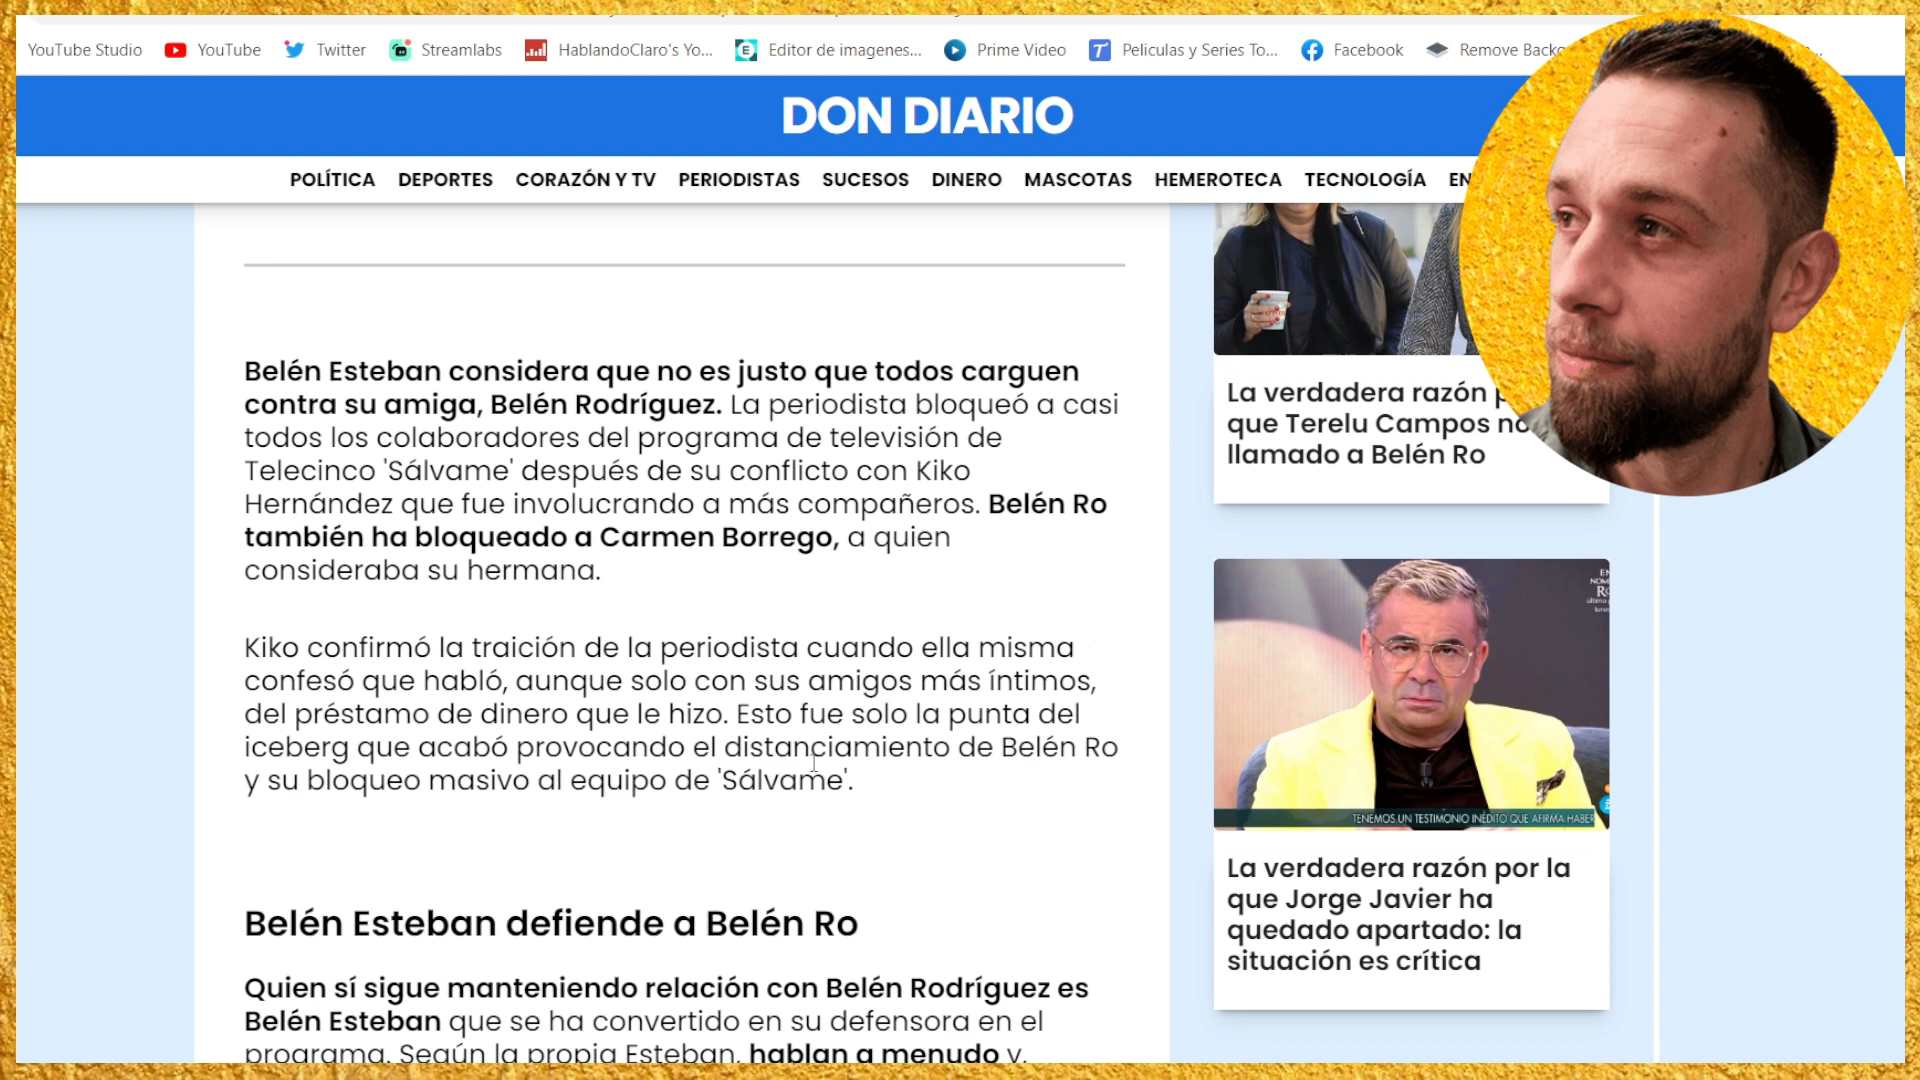 YouTube Studio YouTube Twitter Streamlabs HablandoClaro's Yo... Editor de imagenes... Prime Video Peliculas y Series To... Facebook Remove
DON DIARIO
POLÍTICA DEPORTES CORAZÓN Y TV PERIODISTAS SUCESOS DINERO MASCOTAS HEMEROTECA TECNOLOGÍA
Belén Esteban considera que no es justo que todos carguen
contra su amiga, Belén Rodríguez. La periodista bloqueó a casi
todos los colaboradores del programa de televisión de
Telecinco 'Sálvame' después de su conflicto con Kiko
Hernández que fue involucrando a más compañeros. Belén Ro
también ha bloqueado a Carmen Borrego, a quien
consideraba su hermana.
Kiko confirmó la traición de la periodista cuando ella misma
confesó que habló, aunque solo con sus amigos más íntimos,
del préstamo de dinero que le hizo. Esto fue solo la punta del
iceberg que acabó provocando el distanciamiento de Belén Ro
y su bloqueo masivo al equipo de 'Sálvame'.
Belén Esteban defiende a Belén Ro
Quien sí sigue manteniendo relación con Belén Rodríguez es
Belén Esteban que se ha convertido en su defensora en el
programa. Según la propia Esteban, hablan a menudo y,
La verdadera razón
que Terelu Campos no
llamado a Belén Ro
TENEMOS UN TESTIMONIO INÉDITO QUE AFIRMA HABER
La verdadera razón por la
que Jorge Javier ha
quedado apartado: la
situación es crítica